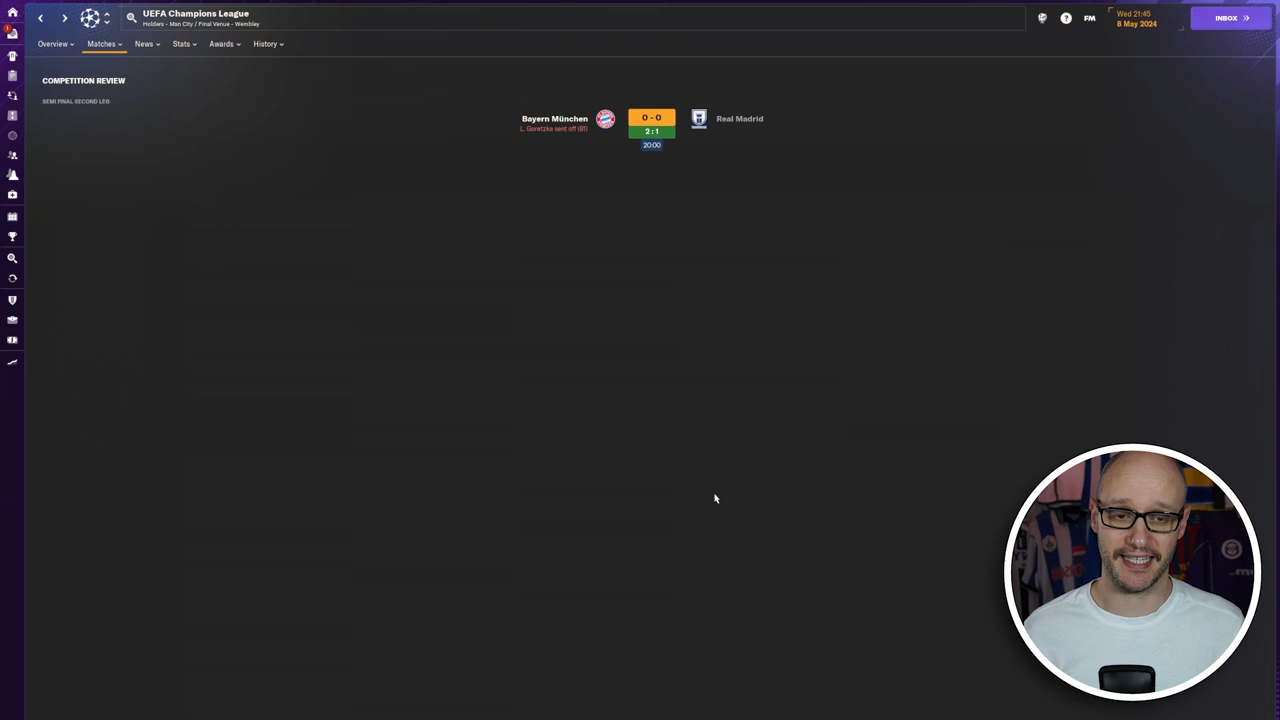 UEFA Champions League
Holders - Man City / Final Venue - Wembley
FM
Wed 21:45
8 May 2024
INBOX
1
Overview
Matches
News
Stats
Awards
History
COMPETITION REVIEW
SEMI FINAL SECOND LEG
Bayern München
L. Goretzka sent off (81)
0 - 0
2 : 1
20:00
Real Madrid